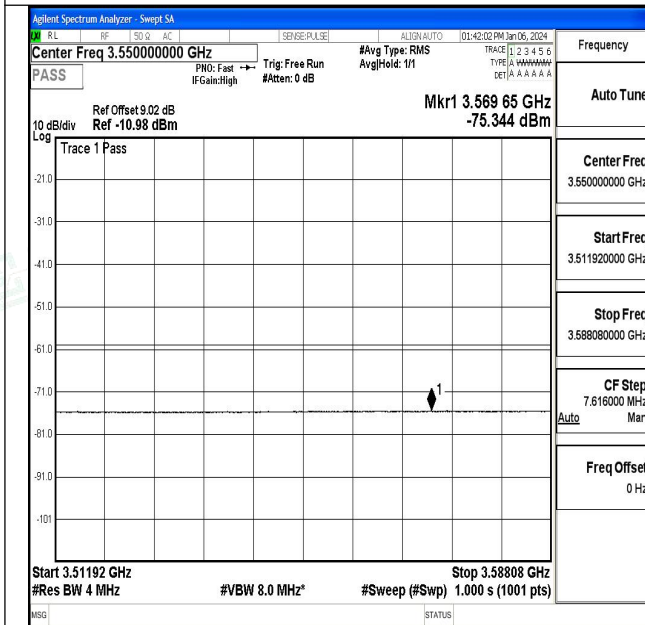 Agilent Spectrum Analyzer - Swept SA
RL RF 50 Ω AC SENSE:PULSE ALIGN AUTO 01:42:02 PM Jan 06, 2024
Center Freq 3.550000000 GHz
PASS
PNO: Fast
IFGain:High
Trig: Free Run
#Atten: 0 dB
#Avg Type: RMS
Avg|Hold: 1/1
TRACE 1 2 3 4 5 6
TYPE A WWWWW
DET A A A A A A
Mkr1 3.569 65 GHz
-75.344 dBm
Ref Offset 9.02 dB
10 dB/div Ref -10.98 dBm
Log
Trace 1 Pass
-21.0
-31.0
-41.0
-51.0
-61.0
-71.0
1
-81.0
-91.0
-101
Start 3.51192 GHz Stop 3.58808 GHz
#Res BW 4 MHz #VBW 8.0 MHz* #Sweep (#Swp) 1.000 s (1001 pts)
MSG STATUS
Frequency
Auto Tune
Center Freq
3.550000000 GHz
Start Freq
3.511920000 GHz
Stop Freq
3.588080000 GHz
CF Step
7.616000 MHz
Auto Man
Freq Offset
0 Hz